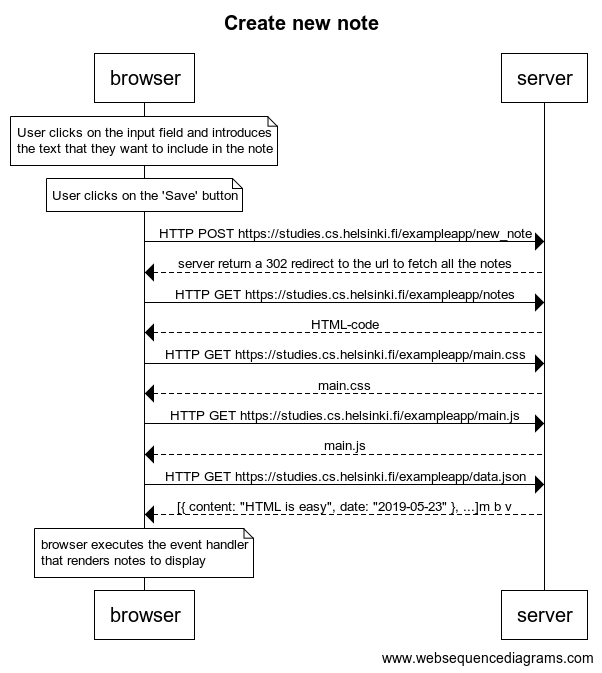 Create new note
browser
server
User clicks on the input field and introduces
the text that they want to include in the note
User clicks on the 'Save' button
HTTP POST https://studies.cs.helsinki.fi/exampleapp/new_note
server return a 302 redirect to the url to fetch all the notes
HTTP GET https://studies.cs.helsinki.fi/exampleapp/notes
HTML-code
HTTP GET https://studies.cs.helsinki.fi/exampleapp/main.css
main.css
HTTP GET https://studies.cs.helsinki.fi/exampleapp/main.js
main.js
HTTP GET https://studies.cs.helsinki.fi/exampleapp/data.json
[{ content: "HTML is easy", date: "2019-05-23" }, ...]m b v
browser executes the event handler
that renders notes to display
browser
server
www.websequencediagrams.com